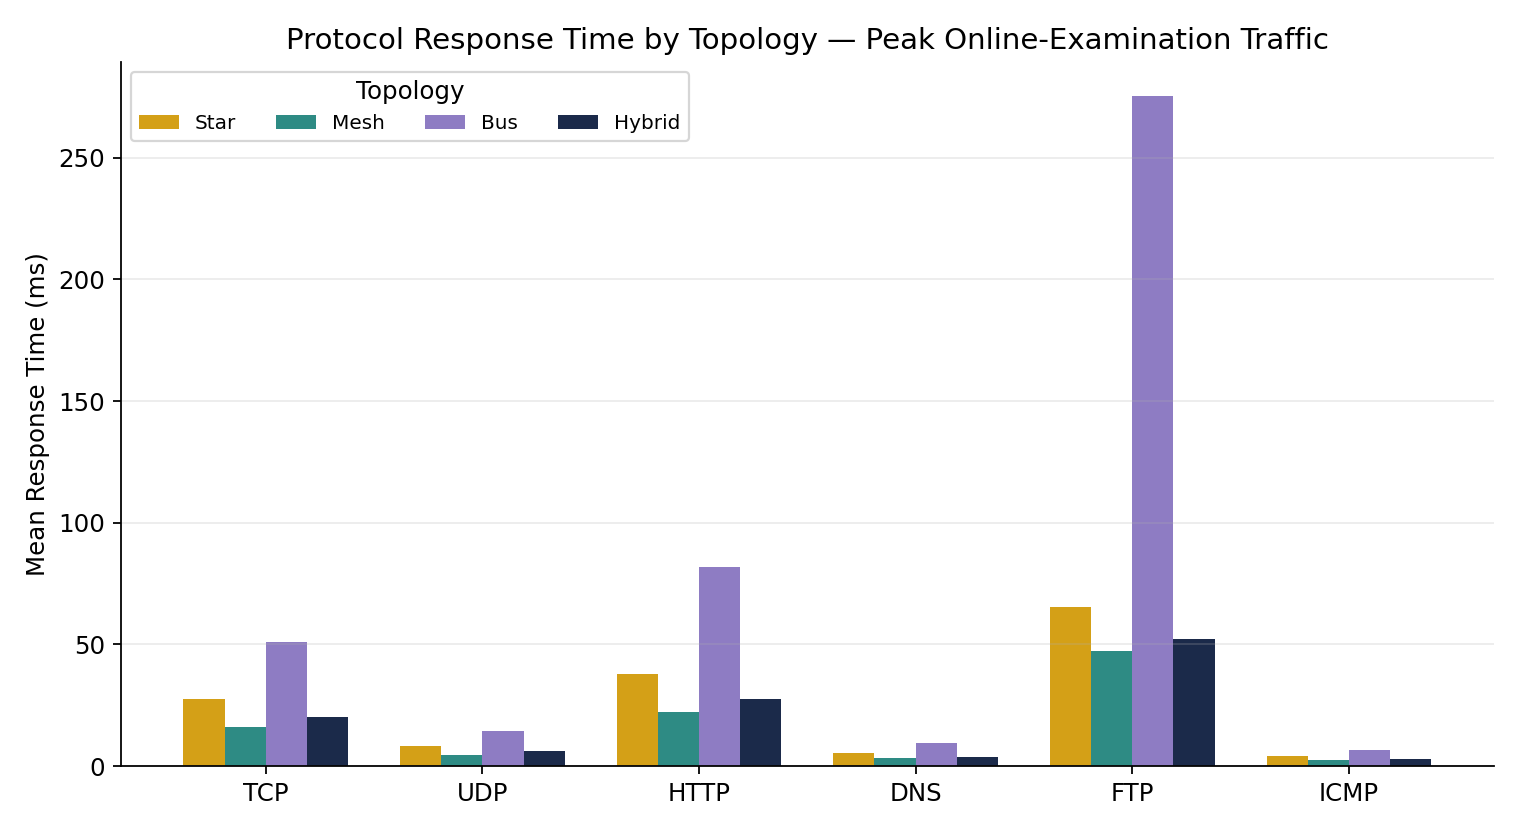 Protocol Response Time by Topology — Peak Online-Examination Traffic
Topology
Star Mesh Bus Hybrid
Mean Response Time (ms)
250
200
150
100
50
0
TCP UDP HTTP DNS FTP ICMP